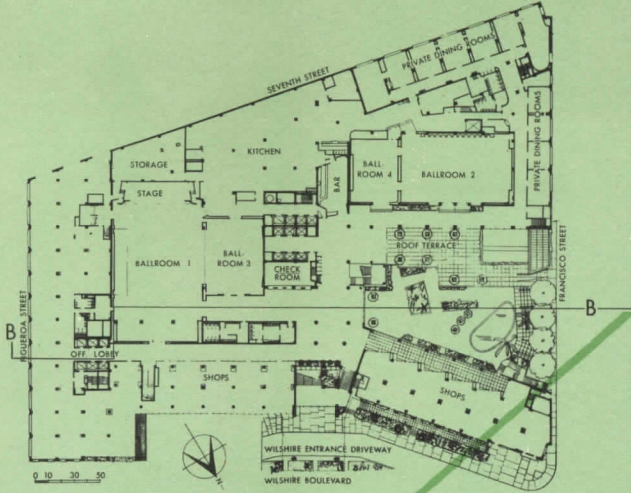 SEVENTH STREET
PRIVATE DINING ROOMS
PRIVATE DINING ROOMS
STORAGE
KITCHEN
STAGE
BAR
BALL-
ROOM 4
BALLROOM 2
ROOF TERRACE
FRANCISCO STREET
BALLROOM 1
BALL-
ROOM 3
CHECK
ROOM
B
B
FIGUEROA STREET
OFF. LOBBY
SHOPS
SHOPS
WILSHIRE ENTRANCE DRIVEWAY
WILSHIRE BOULEVARD
N
0 10 30 50